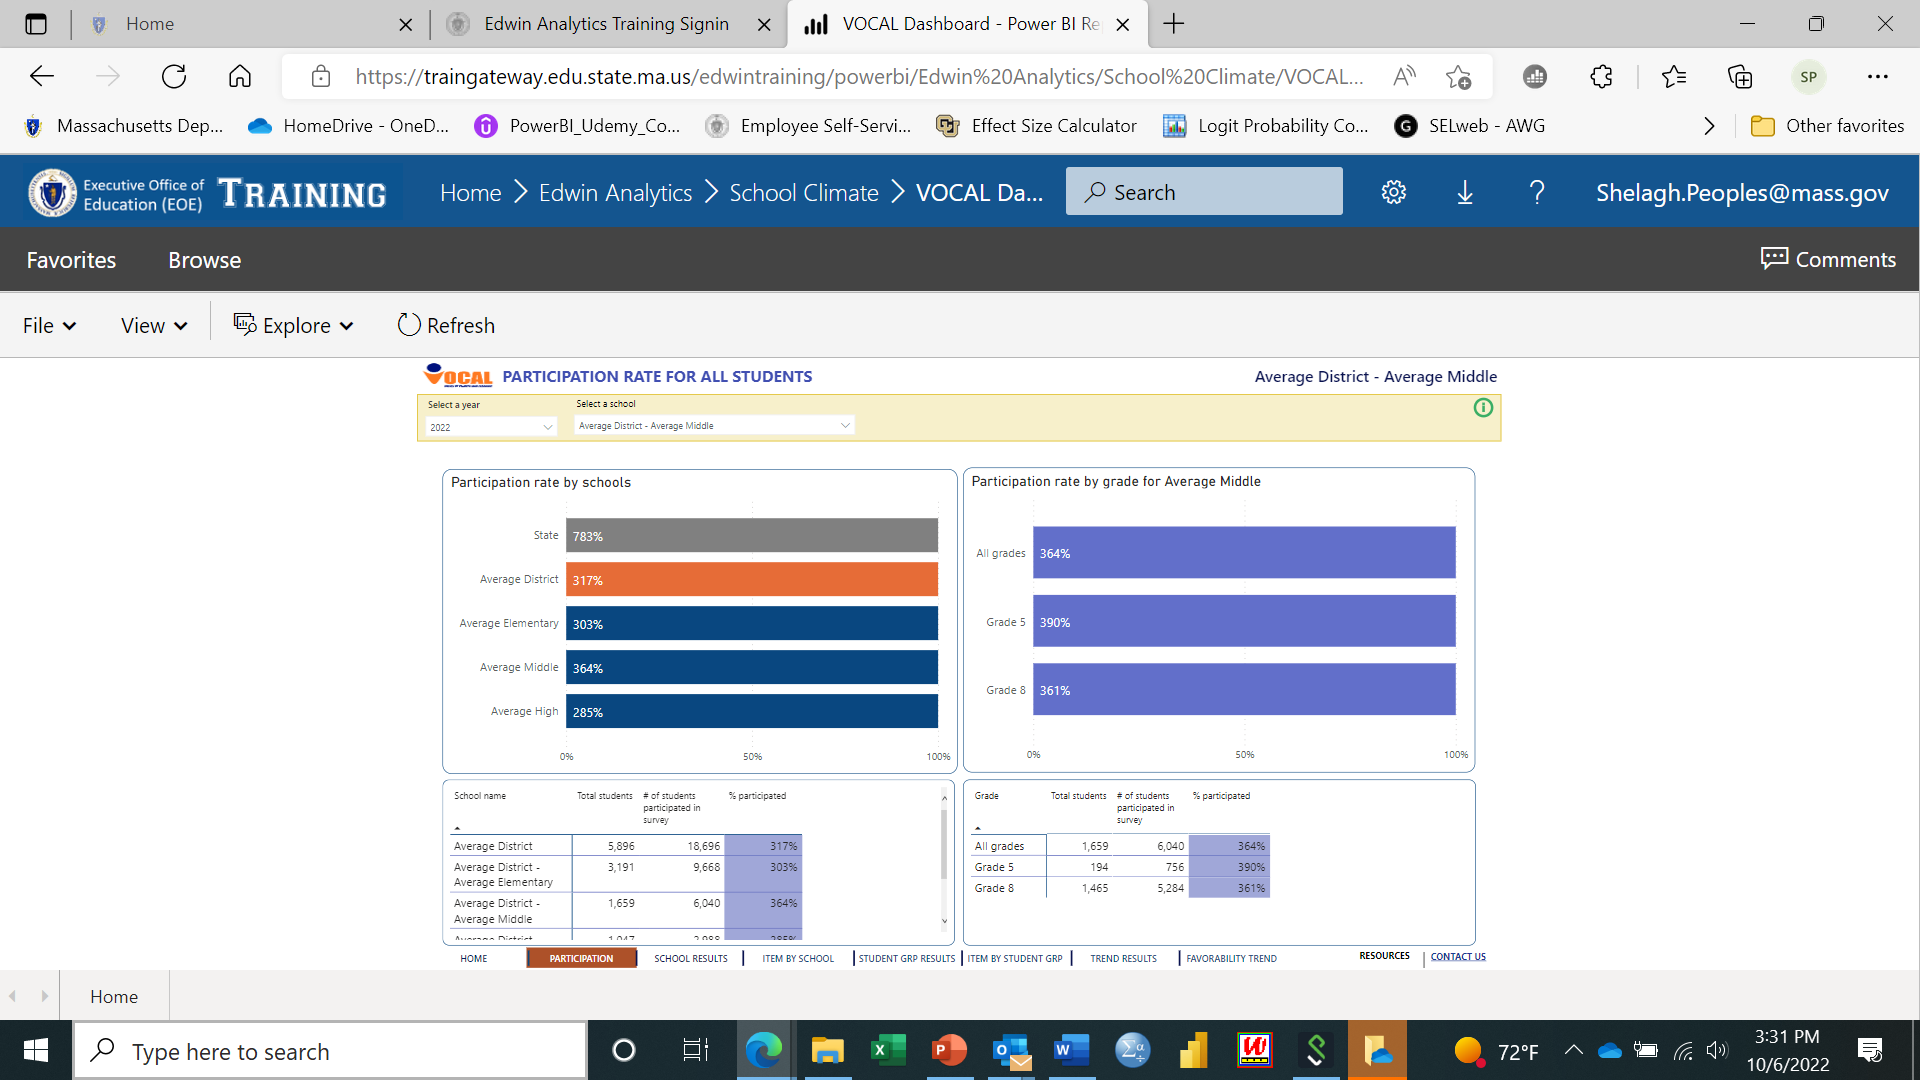 Home
Edwin Analytics Training Signin
VOCAL Dashboard - Power BI Re
https://traingateway.edu.state.ma.us/edwintraining/powerbi/Edwin%20Analytics/School%20Climate/VOCAL...
SP
Massachusetts Dep...
HomeDrive - OneD...
PowerBI_Udemy_Co...
Employee Self-Servi...
Effect Size Calculator
Logit Probability Co...
SELweb - AWG
Other favorites
Executive Office of
Education (EOE)
TRAINING
Home > Edwin Analytics > School Climate > VOCAL Da...
Search
?
Shelagh.Peoples@mass.gov
Favorites
Browse
Comments
File
View
Explore
Refresh
VOCAL
PARTICIPATION RATE FOR ALL STUDENTS
Average District - Average Middle
Select a year
Select a school
2022
Average District - Average Middle
Participation rate by schools
State 783%
Average District 317%
Average Elementary 303%
Average Middle 364%
Average High 285%
0% 50% 100%
Participation rate by grade for Average Middle
All grades 364%
Grade 5 390%
Grade 8 361%
0% 50% 100%
School name Total students # of students % participated
participated in
survey
Average District 5,896 18,696 317%
Average District - 3,191 9,668 303%
Average Elementary
Average District - 1,659 6,040 364%
Average Middle
Average District 1,047 2,988 285%
Grade Total students # of students % participated
participated in
survey
All grades 1,659 6,040 364%
Grade 5 194 756 390%
Grade 8 1,465 5,284 361%
HOME
PARTICIPATION
SCHOOL RESULTS
ITEM BY SCHOOL
STUDENT GRP RESULTS
ITEM BY STUDENT GRP
TREND RESULTS
FAVORABILITY TREND
RESOURCES
CONTACT US
Home
Type here to search
72°F
3:31 PM
10/6/2022